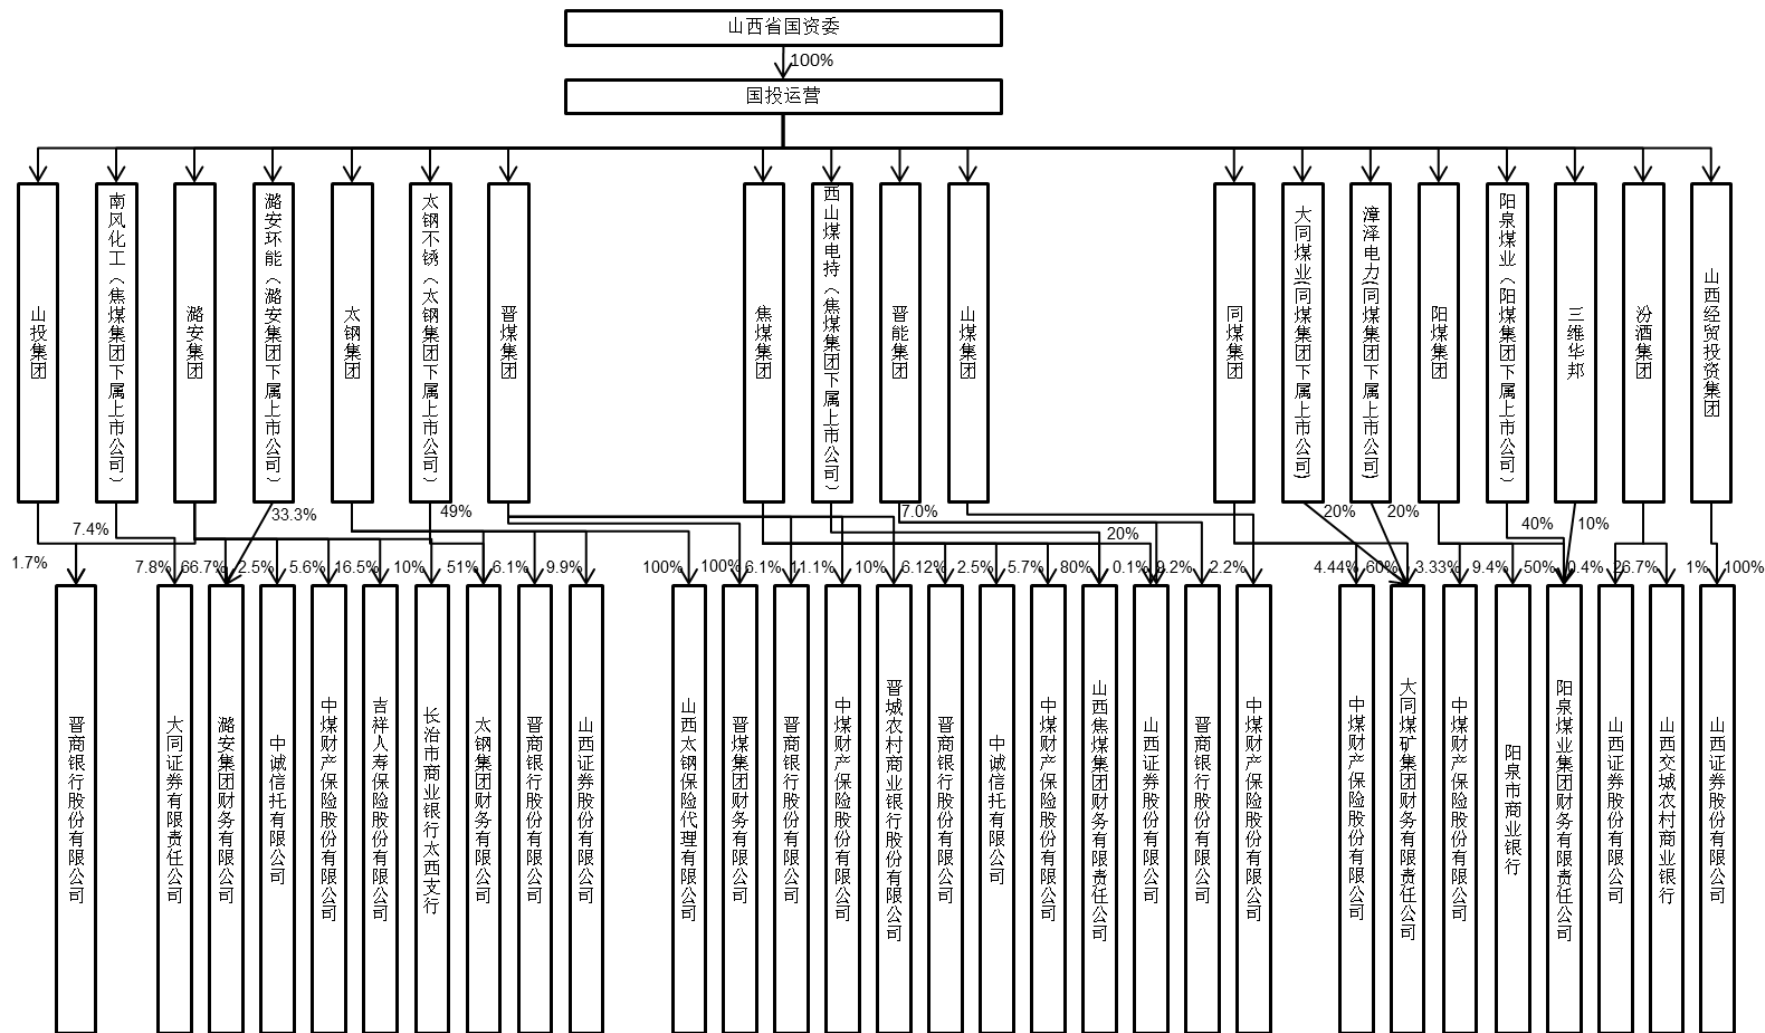 山西省国资委
100%
国投运营
山投集团
南风化工（焦煤集团下属上市公司）
潞安集团
潞安环能（潞安集团下属上市公司）
太钢集团
太钢不锈（太钢集团下属上市公司）
晋煤集团
焦煤集团
西山煤电持（焦煤集团下属上市公司）
晋能集团
山煤集团
同煤集团
大同煤业(同煤集团下属上市公司)
漳泽电力(同煤集团下属上市公司)
阳煤集团
阳泉煤业（阳煤集团下属上市公司）
三维华邦
汾酒集团
山西经贸投资集团
7.4%
33.3%
49%
7.0%
20%
20%
20%
40%
10%
1.7%
7.8%
66.7%
2.5%
5.6%
16.5%
10%
51%
6.1%
9.9%
100%
100%
6.1%
11.1%
10%
6.12%
2.5%
5.7%
80%
0.1%
9.2%
2.2%
4.44%
60%
3.33%
9.4%
50%
0.4%
26.7%
1%
100%
晋商银行股份有限公司
大同证券有限责任公司
潞安集团财务有限公司
中诚信托有限公司
中煤财产保险股份有限公司
吉祥人寿保险股份有限公司
长治市商业银行太西支行
太钢集团财务有限公司
晋商银行股份有限公司
山西证券股份有限公司
山西太钢保险代理有限公司
晋煤集团财务有限公司
晋商银行股份有限公司
中煤财产保险股份有限公司
晋城农村商业银行股份有限公司
晋商银行股份有限公司
中诚信托有限公司
中煤财产保险股份有限公司
山西焦煤集团财务有限责任公司
山西证券股份有限公司
晋商银行股份有限公司
中煤财产保险股份有限公司
中煤财产保险股份有限公司
大同煤矿集团财务有限责任公司
中煤财产保险股份有限公司
阳泉市商业银行
阳泉煤业集团财务有限责任公司
山西证券股份有限公司
山西交城农村商业银行
山西证券股份有限公司